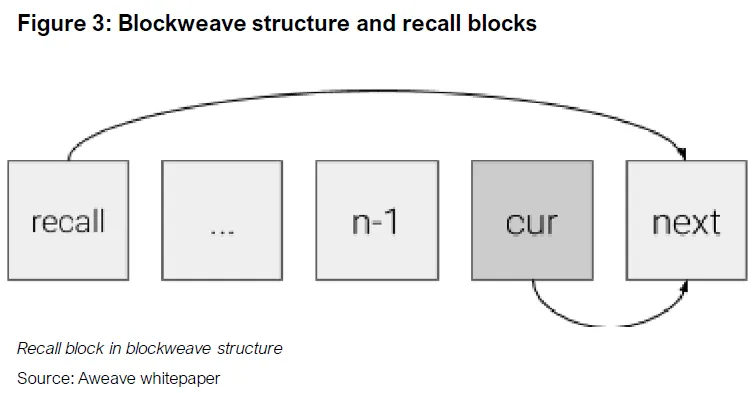 Figure 3: Blockweave structure and recall blocks
recall
...
n-1
cur
next
Recall block in blockweave structure
Source: Aweave whitepaper